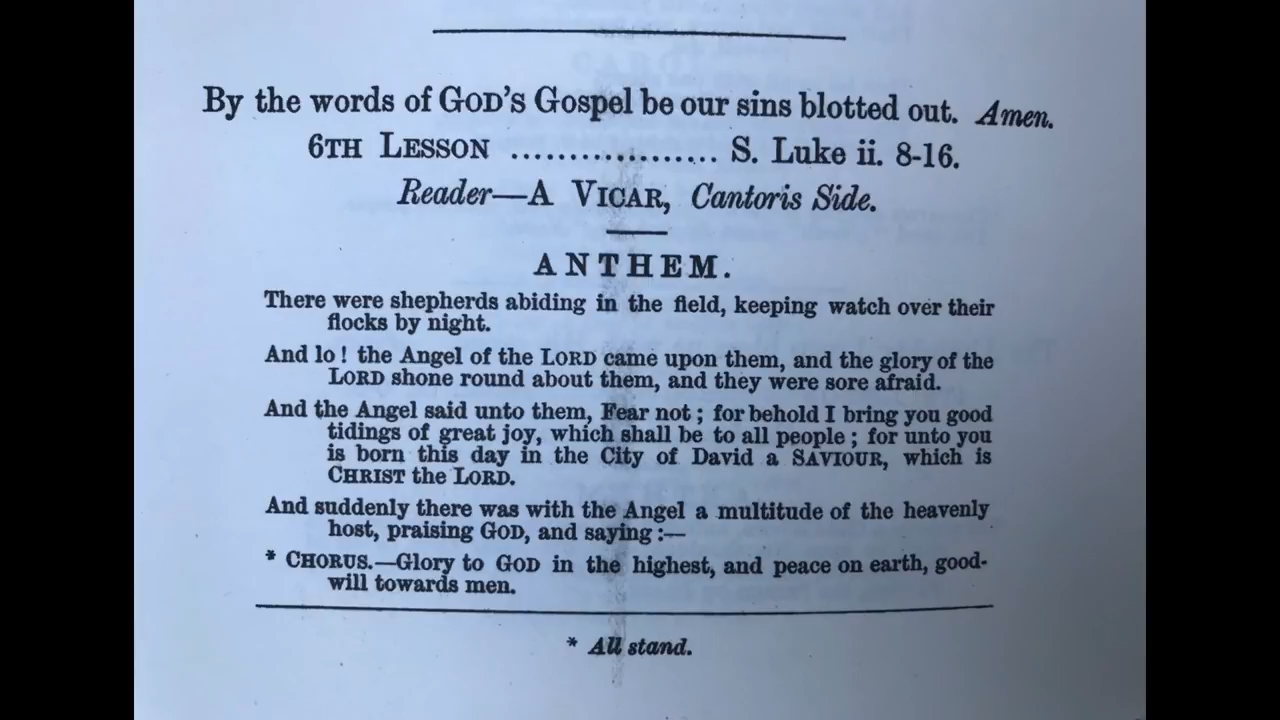 By the words of GOD'S Gospel be our sins blotted out. Amen.
6TH LESSON .................. S. Luke ii. 8-16.
Reader—A VICAR, Cantoris Side.
ANTHEM.
There were shepherds abiding in the field, keeping watch over their
flocks by night.
And lo! the Angel of the LORD came upon them, and the glory of the
LORD shone round about them, and they were sore afraid.
And the Angel said unto them, Fear not; for behold I bring you good
tidings of great joy, which shall be to all people; for unto you
is born this day in the City of David a SAVIOUR, which is
CHRIST the LORD.
And suddenly there was with the Angel a multitude of the heavenly
host, praising GOD, and saying:—
* CHORUS.—Glory to GOD in the highest, and peace on earth, good-
will towards men.
* All stand.